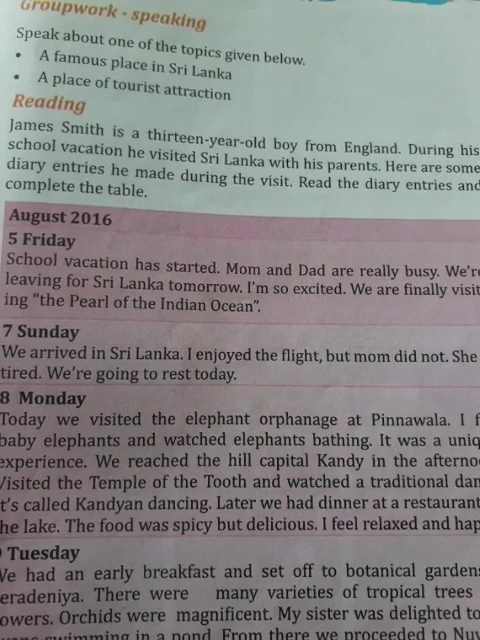 Groupwork - speaking
Speak about one of the topics given below.
• A famous place in Sri Lanka
• A place of tourist attraction
Reading
James Smith is a thirteen-year-old boy from England. During his
school vacation he visited Sri Lanka with his parents. Here are some
diary entries he made during the visit. Read the diary entries and
complete the table.
August 2016
5 Friday
School vacation has started. Mom and Dad are really busy. We're
leaving for Sri Lanka tomorrow. I'm so excited. We are finally visit
ing "the Pearl of the Indian Ocean".
7 Sunday
We arrived in Sri Lanka. I enjoyed the flight, but mom did not. She
tired. We're going to rest today.
8 Monday
Today we visited the elephant orphanage at Pinnawala. I f
baby elephants and watched elephants bathing. It was a uniq
experience. We reached the hill capital Kandy in the afterno
Visited the Temple of the Tooth and watched a traditional dan
t's called Kandyan dancing. Later we had dinner at a restaurant
he lake. The food was spicy but delicious. I feel relaxed and hap
Tuesday
We had an early breakfast and set off to botanical gardens
eradeniya. There were many varieties of tropical trees
owers. Orchids were magnificent. My sister was delighted to
swimming in a pond. From there we proceeded to Nuw